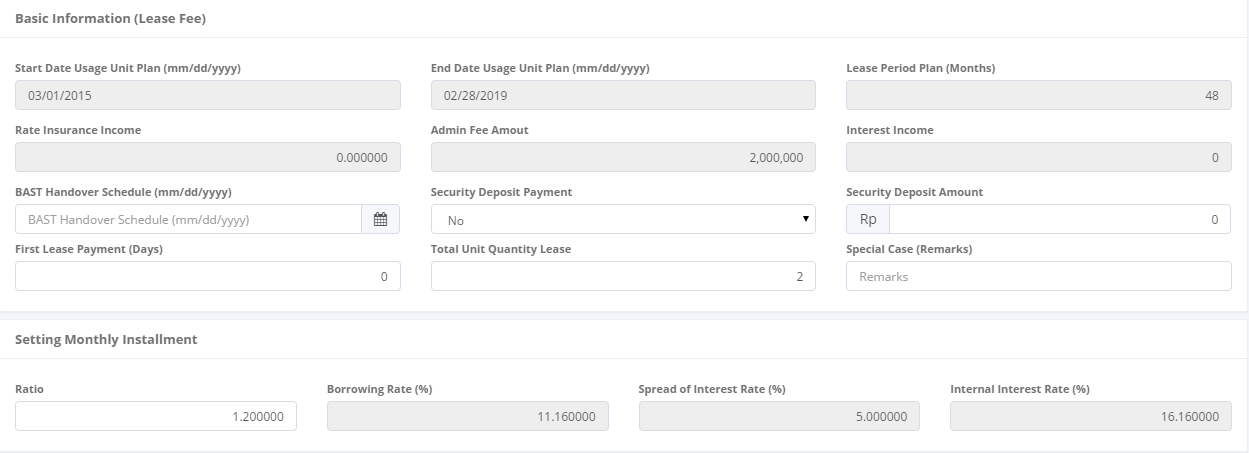 Basic Information (Lease Fee)
Start Date Usage Unit Plan (mm/dd/yyyy) End Date Usage Unit Plan (mm/dd/yyyy) Lease Period Plan (Months)
03/01/2015 02/28/2019 48
Rate Insurance Income Admin Fee Amout Interest Income
0.000000 2,000,000 0
BAST Handover Schedule (mm/dd/yyyy) Security Deposit Payment Security Deposit Amount
BAST Handover Schedule (mm/dd/yyyy) No Rp 0
First Lease Payment (Days) Total Unit Quantity Lease Special Case (Remarks)
0 2 Remarks
Setting Monthly Installment
Ratio Borrowing Rate (%) Spread of Interest Rate (%) Internal Interest Rate (%)
1.200000 11.160000 5.000000 16.160000